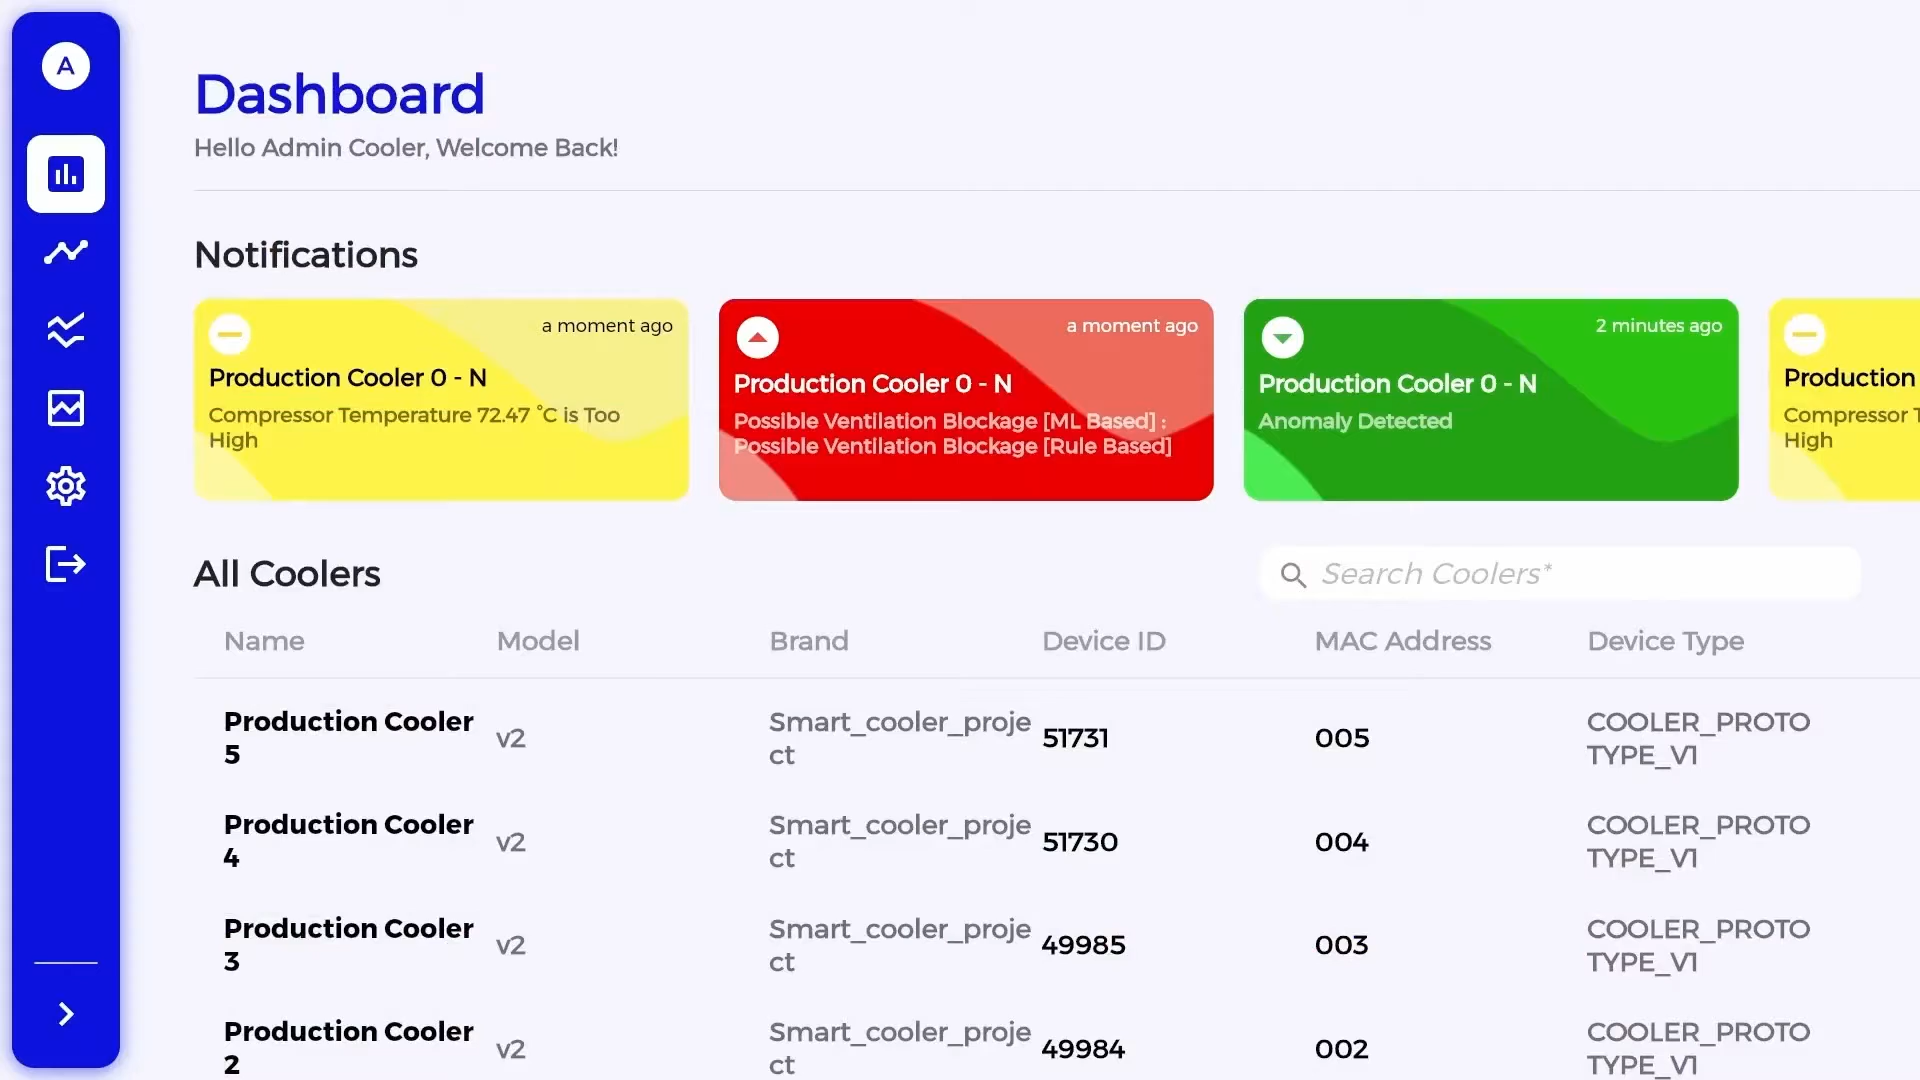 A
Dashboard
Hello Admin Cooler, Welcome Back!
Notifications
a moment ago
Production Cooler 0 - N
Compressor Temperature 72.47 °C is Too
High
a moment ago
Production Cooler 0 - N
Possible Ventilation Blockage [ML Based] :
Possible Ventilation Blockage [Rule Based]
2 minutes ago
Production Cooler 0 - N
Anomaly Detected
Production
Compressor T
High
All Coolers
Search Coolers*
Name Model Brand Device ID MAC Address Device Type
Production Cooler
5
v2
Smart_cooler_proje
ct
51731
005
COOLER_PROTO
TYPE_V1
Production Cooler
4
v2
Smart_cooler_proje
ct
51730
004
COOLER_PROTO
TYPE_V1
Production Cooler
3
v2
Smart_cooler_proje
ct
49985
003
COOLER_PROTO
TYPE_V1
Production Cooler
2
v2
Smart_cooler_proje
ct
49984
002
COOLER_PROTO
TYPE_V1